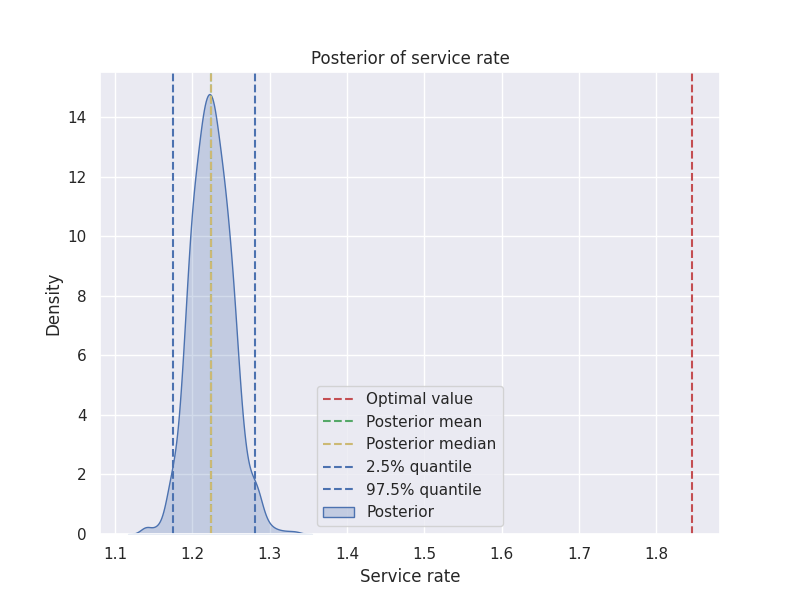 Posterior of service rate
Density
14
12
10
8
6
4
2
0
Optimal value
Posterior mean
Posterior median
2.5% quantile
97.5% quantile
Posterior
1.1 1.2 1.3 1.4 1.5 1.6 1.7 1.8
Service rate